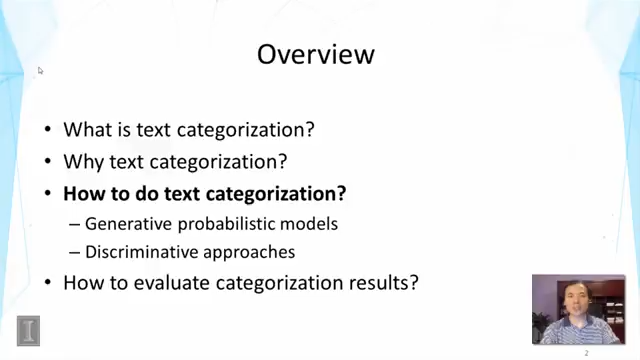 Overview
• What is text categorization?
• Why text categorization?
• How to do text categorization?
– Generative probabilistic models
– Discriminative approaches
• How to evaluate categorization results?
I
2